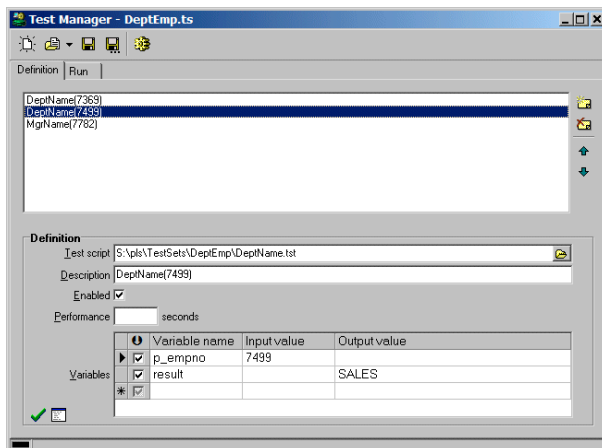 Test Manager - DeptEmp.ts
Definition Run
DeptName(7369)
DeptName(7499)
MgrName(7782)
Definition
Test script S:\pls\TestSets\DeptEmp\DeptName.tst
Description DeptName(7499)
Enabled
Performance seconds
Variable name Input value Output value
p_empno 7499
Variables
result SALES